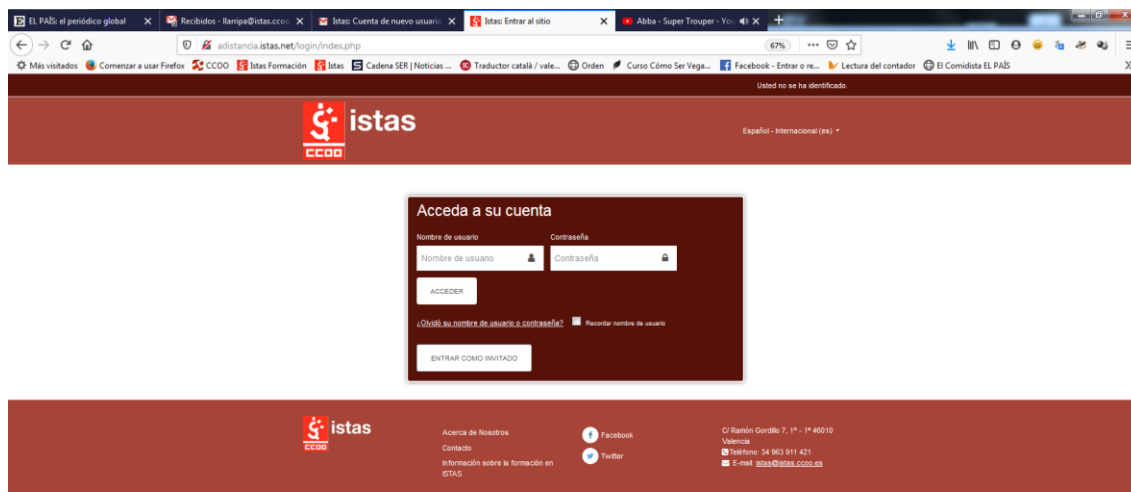 EL PAÍS: el periódico global
Recibidos - llarripa@istas.ccoo
Istas: Cuenta de nuevo usuario
Istas: Entrar al sitio
Abba - Super Trouper - You
adistancia.istas.net/login/index.php
67%
Más visitados
Comenzar a usar Firefox
CCOO
Istas Formación
Istas
Cadena SER | Noticias ...
Traductor català / vale...
Orden
Curso Cómo Ser Vega...
Facebook - Entrar o re...
Lectura del contador
El Comidista EL PAÍS
Usted no se ha identificado.
istas
CCOO
Español - Internacional (es)
Acceda a su cuenta
Nombre de usuario
Contraseña
Nombre de usuario
Contraseña
ACCEDER
¿Olvidó su nombre de usuario o contraseña?
Recordar nombre de usuario
ENTRAR COMO INVITADO
istas
CCOO
Acerca de Nosotros
Contacto
Información sobre la formación en
ISTAS
Facebook
Twitter
C/ Ramón Gordillo 7, 1º - 1ª 46010
Valencia
Teléfono: 34 963 911 421
E-mail: istas@istas.ccoo.es